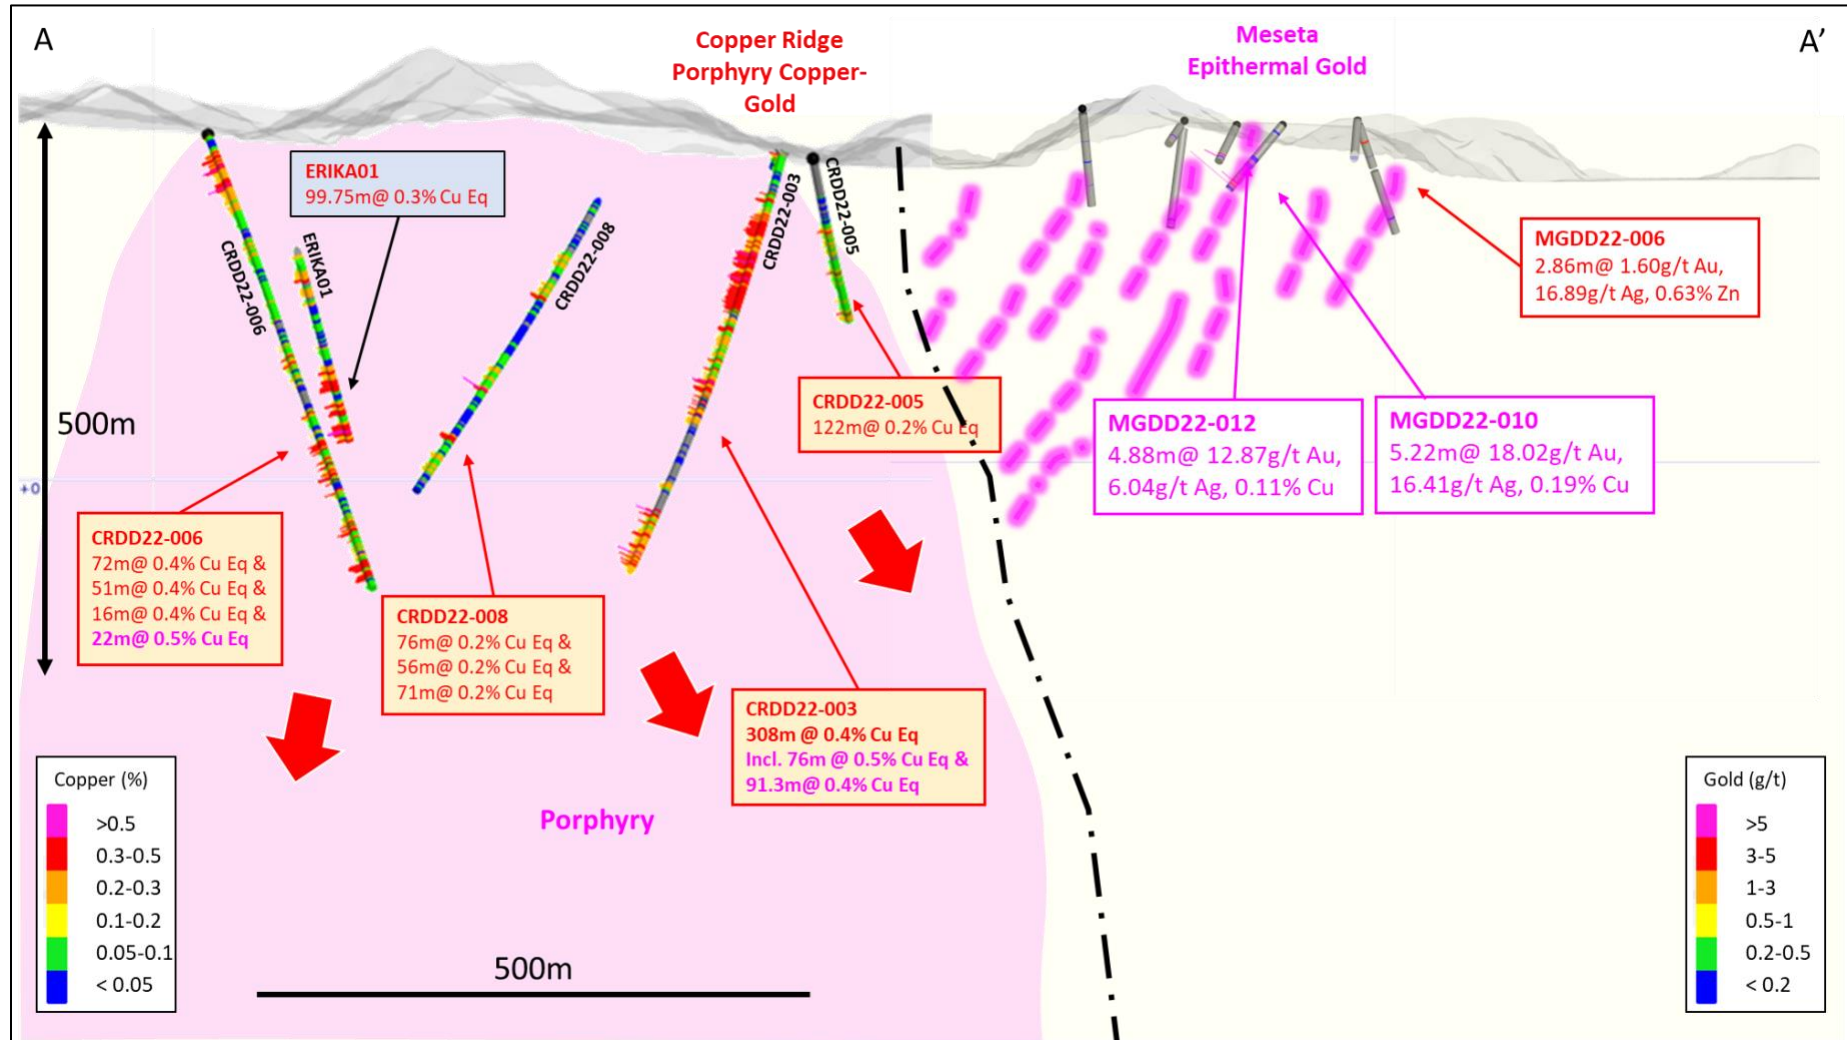 A
Copper Ridge
Porphyry Copper-
Gold
Meseta
Epithermal Gold
A’
ERIKA01
99.75m@ 0.3% Cu Eq
CRDD22-006
ERIKA01
CRDD22-008
CRDD22-003
CRDD22-005
MGDD22-006
2.86m@ 1.60g/t Au,
16.89g/t Ag, 0.63% Zn
500m
CRDD22-005
122m@ 0.2% Cu Eq
MGDD22-012
4.88m@ 12.87g/t Au,
6.04g/t Ag, 0.11% Cu
MGDD22-010
5.22m@ 18.02g/t Au,
16.41g/t Ag, 0.19% Cu
+0
CRDD22-006
72m@ 0.4% Cu Eq &
51m@ 0.4% Cu Eq &
16m@ 0.4% Cu Eq &
22m@ 0.5% Cu Eq
CRDD22-008
76m@ 0.2% Cu Eq &
56m@ 0.2% Cu Eq &
71m@ 0.2% Cu Eq
CRDD22-003
308m @ 0.4% Cu Eq
Incl. 76m @ 0.5% Cu Eq &
91.3m@ 0.4% Cu Eq
Porphyry
Copper (%)
>0.5
0.3-0.5
0.2-0.3
0.1-0.2
0.05-0.1
< 0.05
500m
Gold (g/t)
>5
3-5
1-3
0.5-1
0.2-0.5
< 0.2